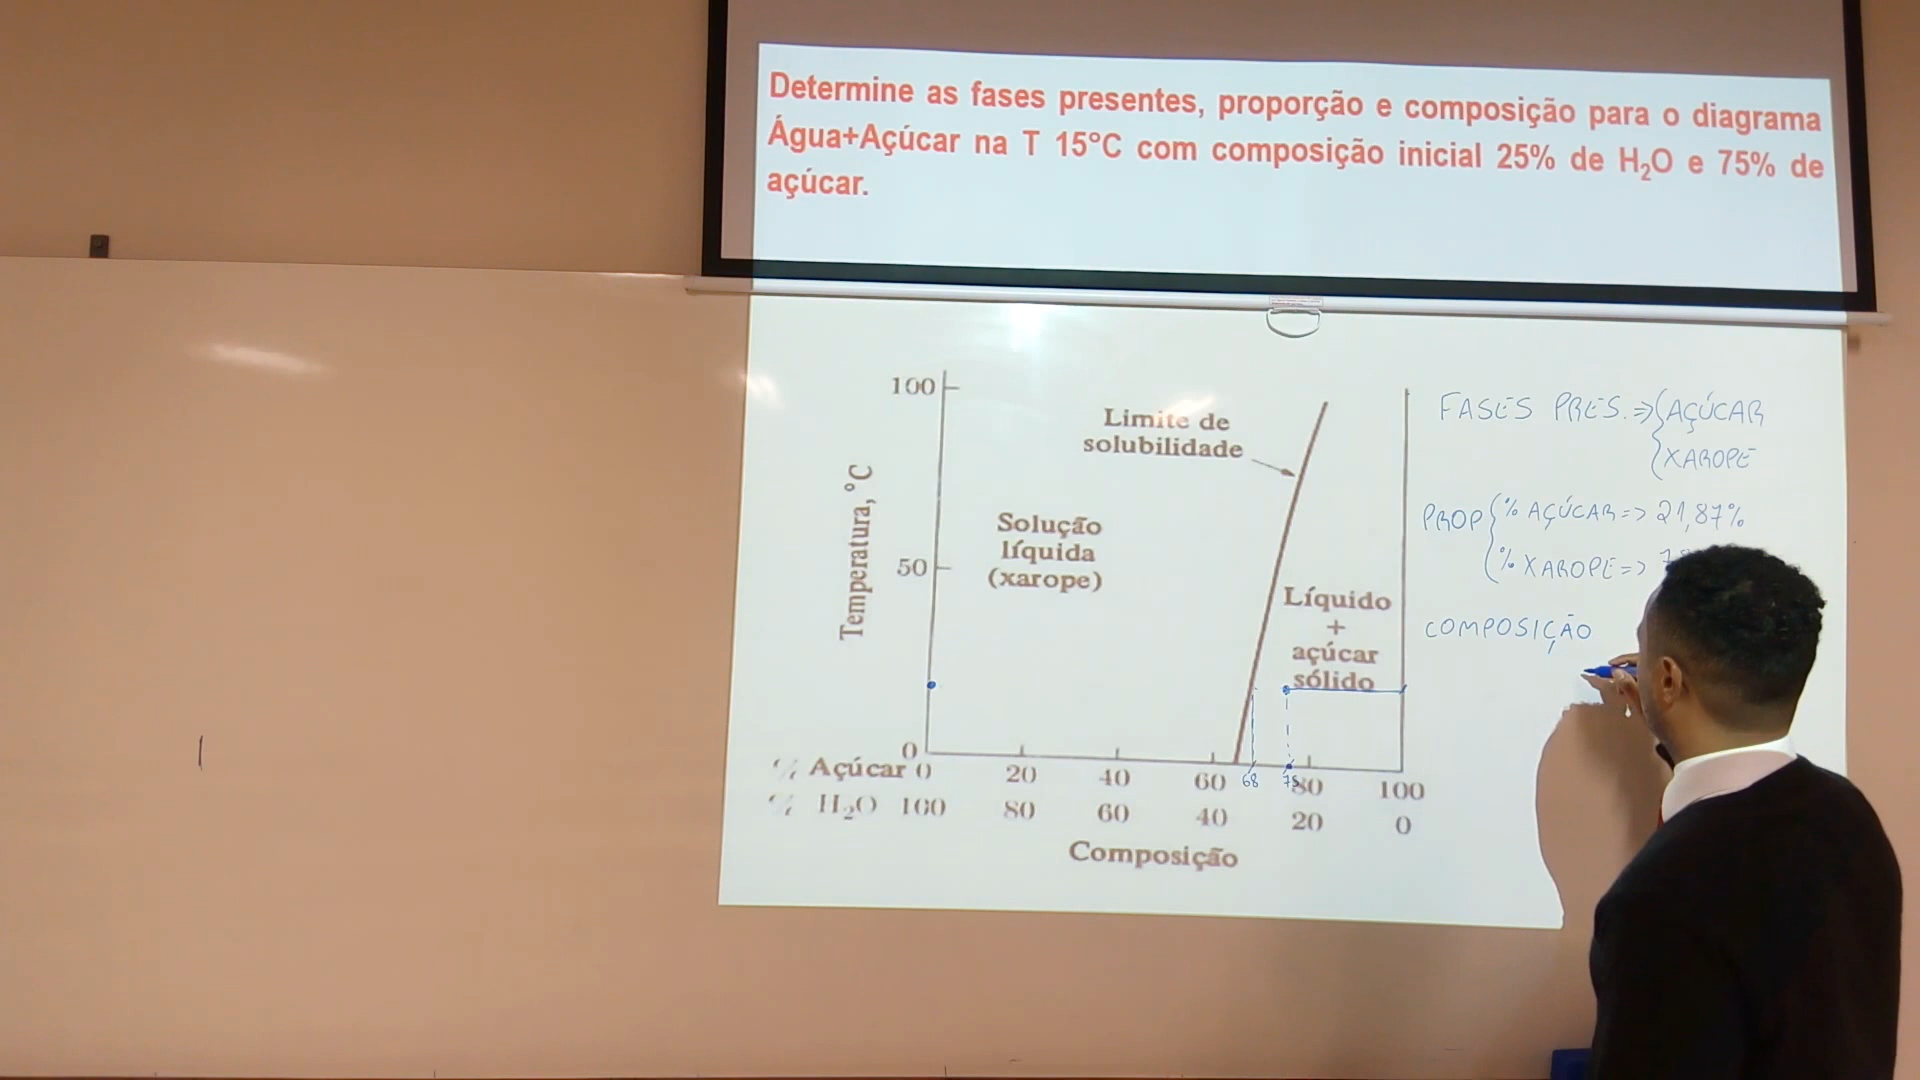 Determine as fases presentes, proporção e composição para o diagrama
Água+Açúcar na T 15°C com composição inicial 25% de H₂O e 75% de
açúcar.
100
Limite de
solubilidade
Temperatura, °C
Solução
líquida
(xarope)
50
Líquido
+
açúcar
sólido
0
% Açúcar 0 20 40 60 68 75 80 100
% H₂O 100 80 60 40 20 0
Composição
FASES PRES. => { AÇÚCAR
{ XAROPE
PROP { % AÇÚCAR => 21,87%
% XAROPE =>
COMPOSIÇÃO